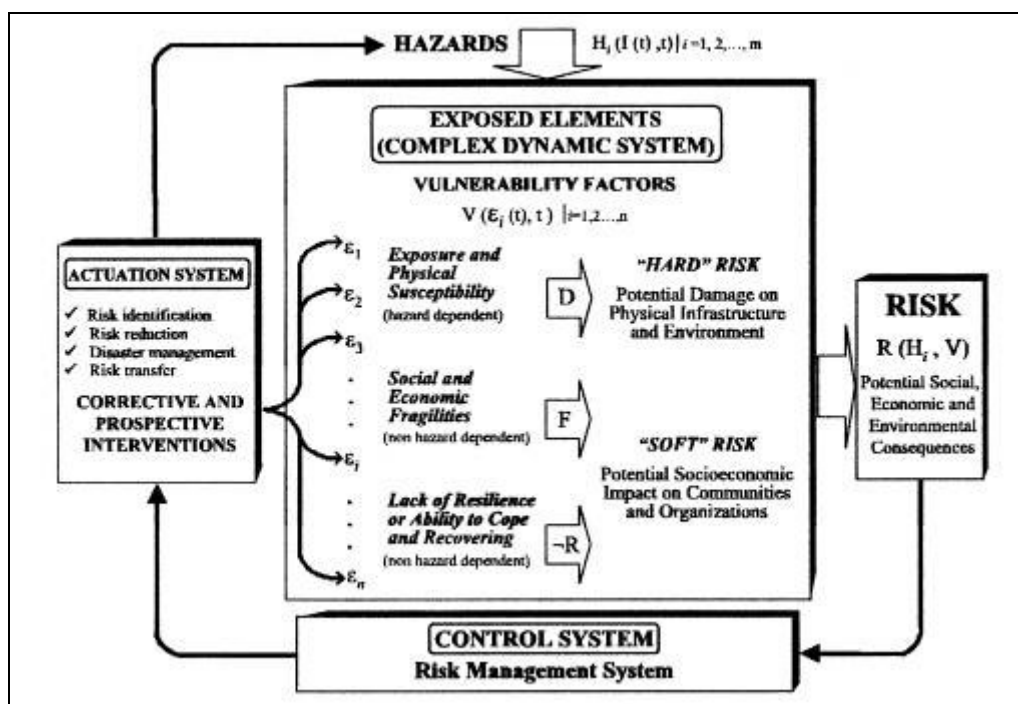 HAZARDS
H_i (I (t) ,t)| i =1, 2,..., m
EXPOSED ELEMENTS
(COMPLEX DYNAMIC SYSTEM)
VULNERABILITY FACTORS
V (ε_i (t), t ) | i=1,2...,n
ACTUATION SYSTEM
✓ Risk identification
✓ Risk reduction
✓ Disaster management
✓ Risk transfer
CORRECTIVE AND
PROSPECTIVE
INTERVENTIONS
ε1
ε2
ε3
.
.
.
εi
.
.
.
εn
Exposure and
Physical
Susceptibility
(hazard dependent)
D
"HARD" RISK
Potential Damage on
Physical Infrastructure
and Environment
Social and
Economic
Fragilities
(non hazard dependent)
F
"SOFT" RISK
Potential Socioeconomic
Impact on Communities
and Organizations
Lack of Resilience
or Ability to Cope
and Recovering
(non hazard dependent)
¬R
RISK
R (H_i , V)
Potential Social,
Economic and
Environmental
Consequences
CONTROL SYSTEM
Risk Management System